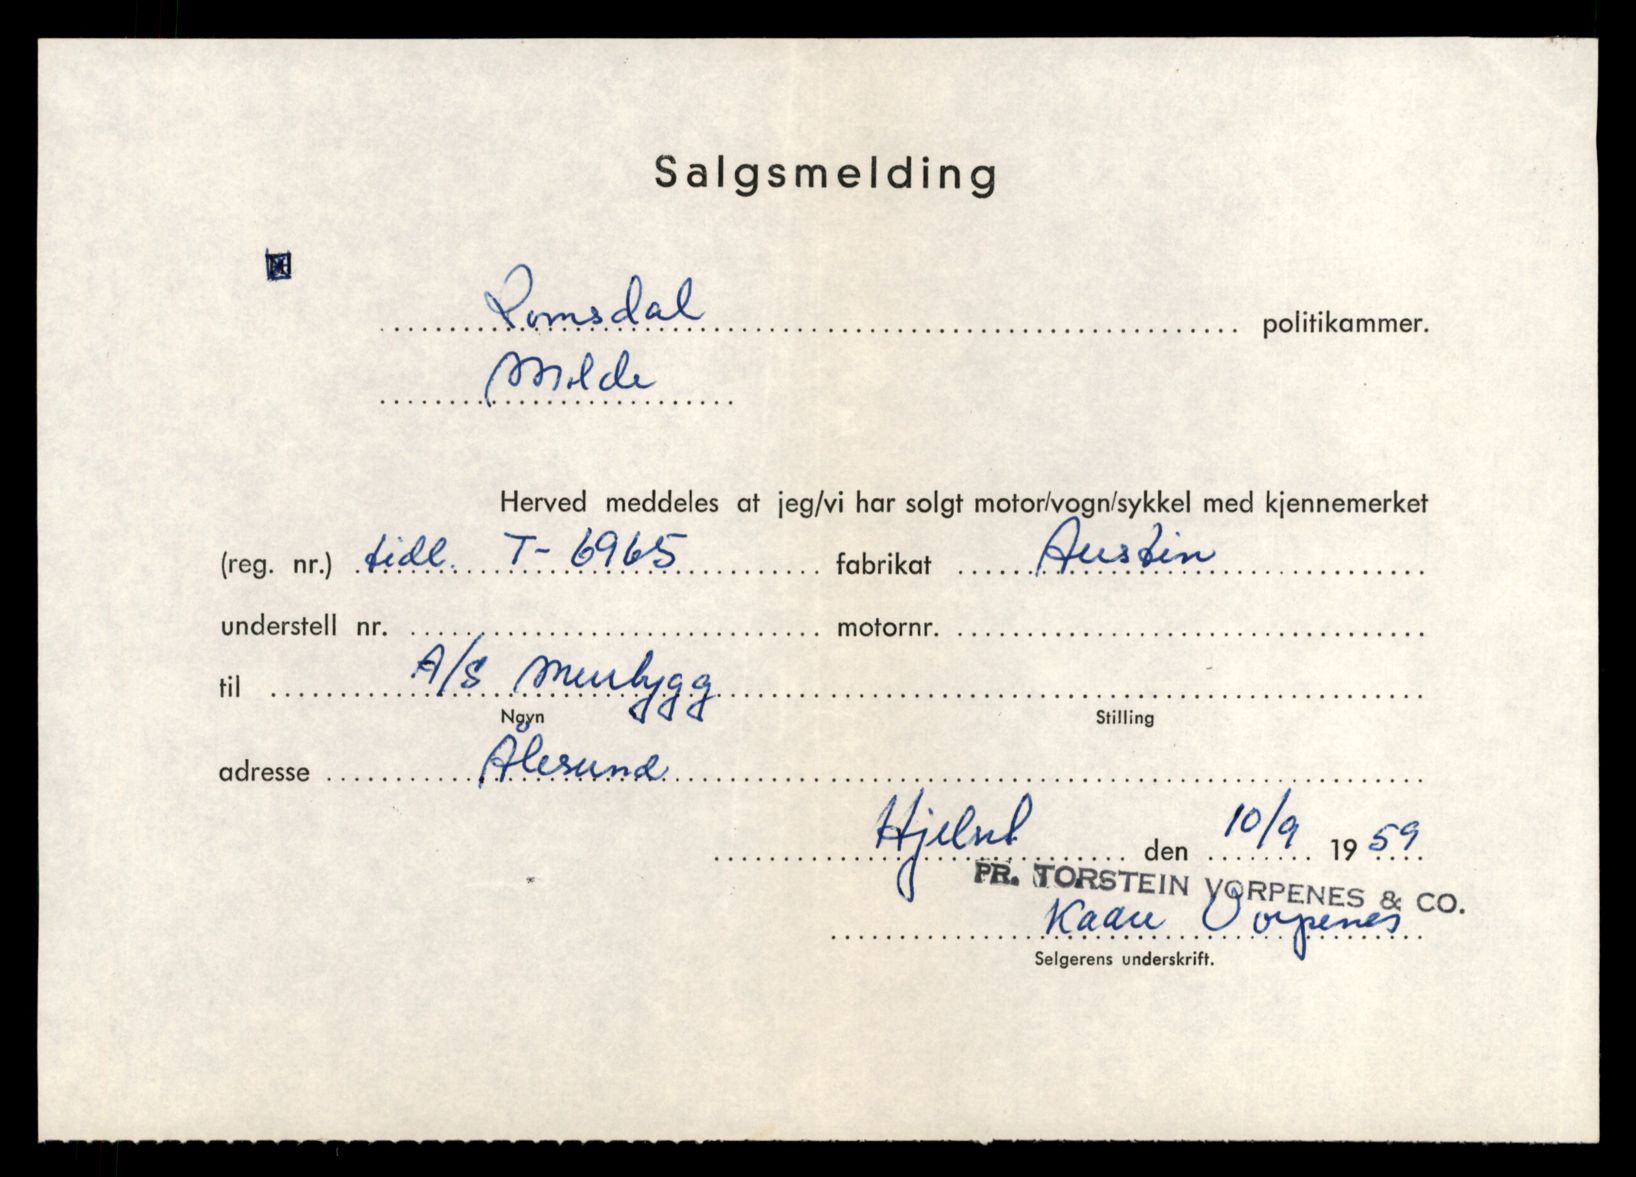 Salgsmelding
Romsdal politikammer.
Molde
Herved meddeles at jeg/vi har solgt motor/vogn/sykkel med kjennemerket
(reg. nr.) tidl. T-6965 fabrikat Austin
understell nr. motornr.
til A/S Murbygg
Navn Stilling
adresse Ålesund
Hjelset den 10/9 1959
PR. TORSTEIN VORPENES & CO.
Kaare Vorpenes
Selgerens underskrift.